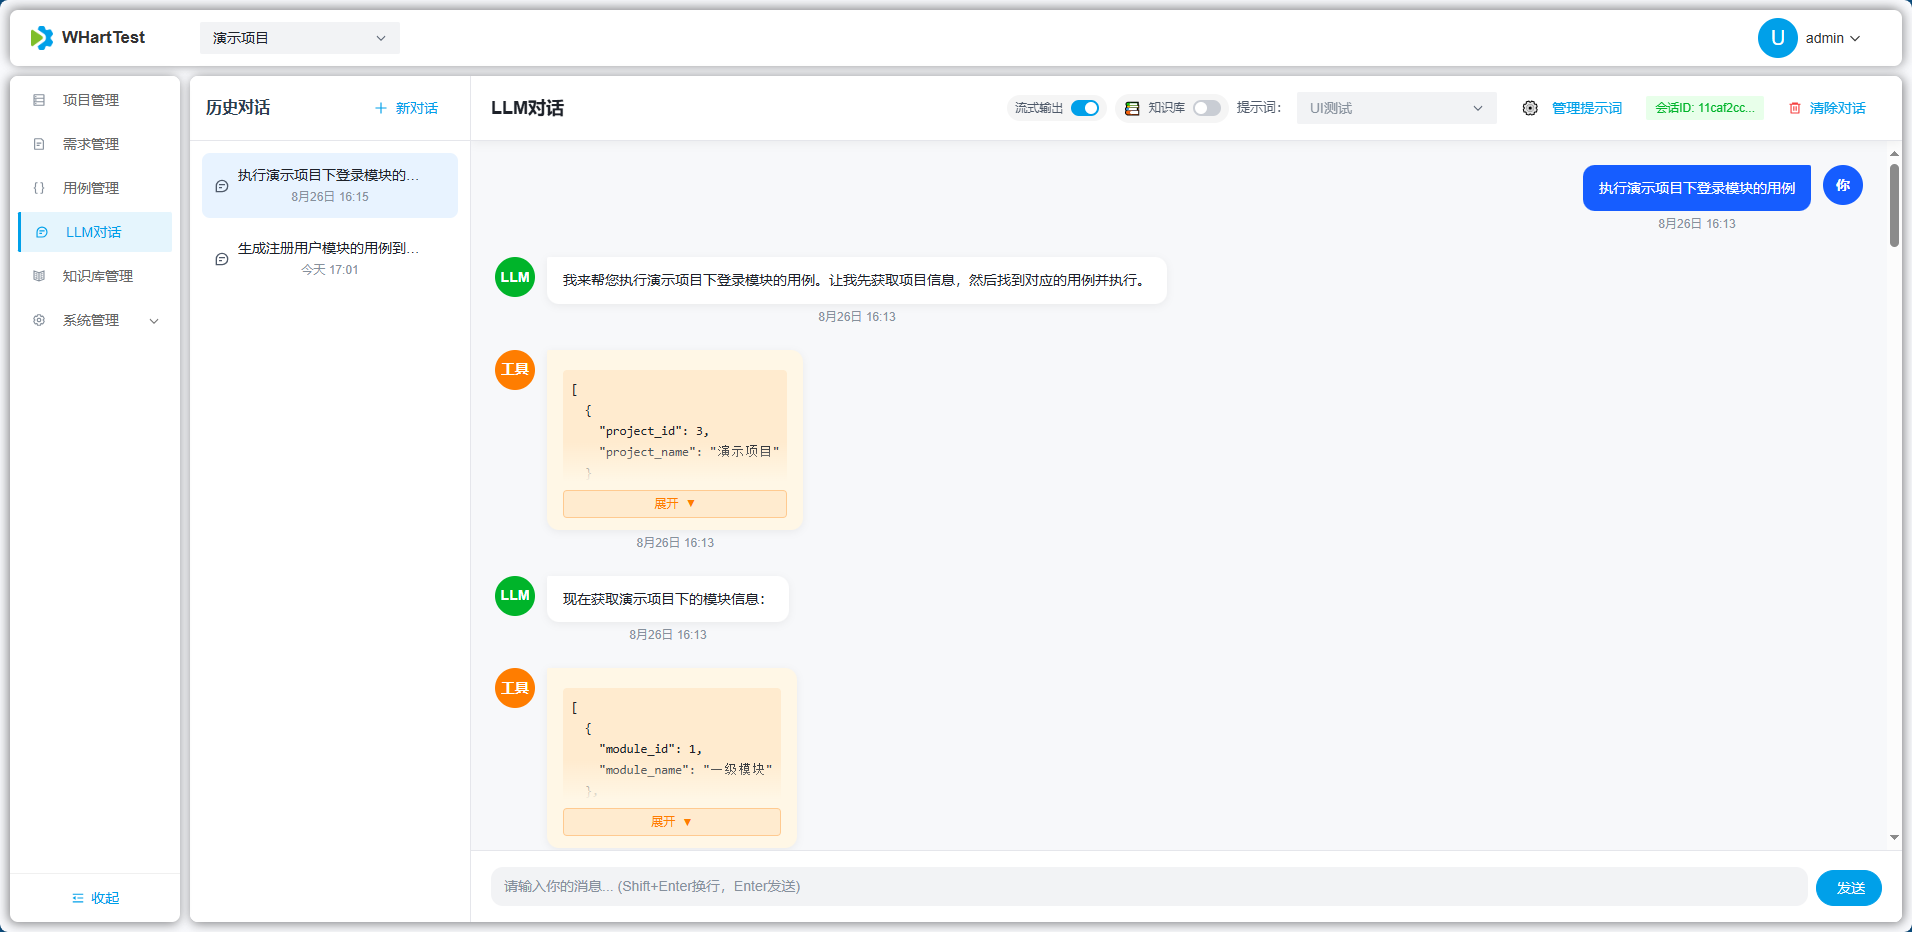 WHartTest
演示项目
U
admin
项目管理
需求管理
用例管理
LLM对话
知识库管理
系统管理
收起
历史对话
新对话
执行演示项目下登录模块的...
8月26日 16:15
生成注册用户模块的用例到...
今天 17:01
LLM对话
流式输出
知识库
提示词：
UI测试
管理提示词
会话ID: 11caf2cc...
清除对话
执行演示项目下登录模块的用例
你
8月26日 16:13
LLM
我来帮您执行演示项目下登录模块的用例。让我先获取项目信息，然后找到对应的用例并执行。
8月26日 16:13
工具
[
{
"project_id": 3,
"project_name": "演示项目"
}
展开 ▼
8月26日 16:13
LLM
现在获取演示项目下的模块信息：
8月26日 16:13
工具
[
{
"module_id": 1,
"module_name": "一级模块"
},
展开 ▼
请输入你的消息... (Shift+Enter换行，Enter发送)
发送